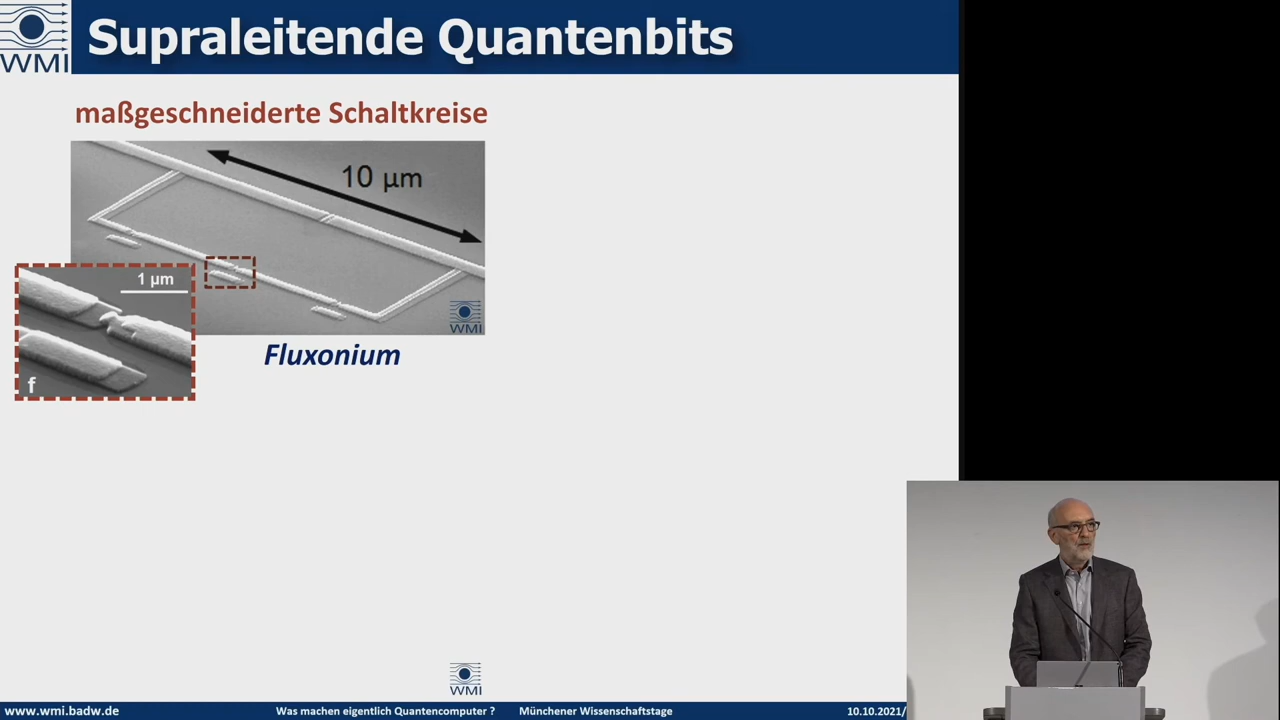 WMI
Supraleitende Quantenbits
maßgeschneiderte Schaltkreise
10 µm
1 µm
WMI
f
Fluxonium
WMI
www.wmi.badw.de
Was machen eigentlich Quantencomputer ?
Münchener Wissenschaftstage
10.10.2021/